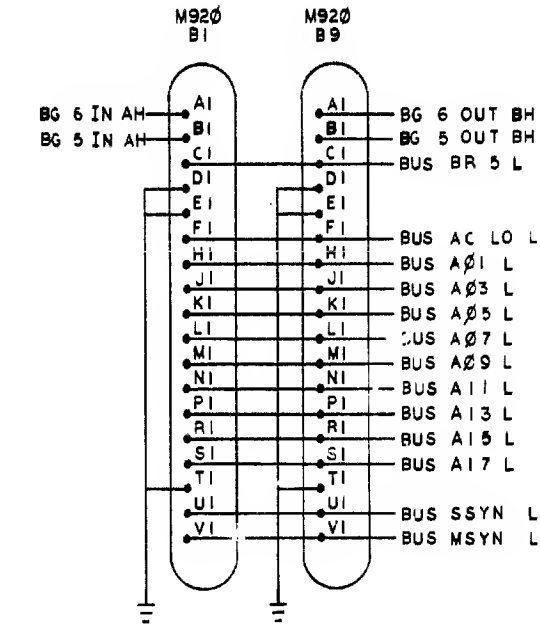 M92Ø M92Ø
B1 B9
A1 A1
BG 6 IN AH BG 6 OUT BH
B1 B1
BG 5 IN AH BG 5 OUT BH
C1 C1
BUS BR 5 L
D1 D1
E1 E1
F1 F1
BUS AC LO L
H1 H1
BUS AØ1 L
J1 J1
BUS AØ3 L
K1 K1
BUS AØ5 L
L1 L1
BUS AØ7 L
M1 M1
BUS AØ9 L
N1 N1
BUS A11 L
P1 P1
BUS A13 L
R1 R1
BUS A15 L
S1 S1
BUS A17 L
T1 T1
U1 U1
BUS SSYN L
V1 V1
BUS MSYN L